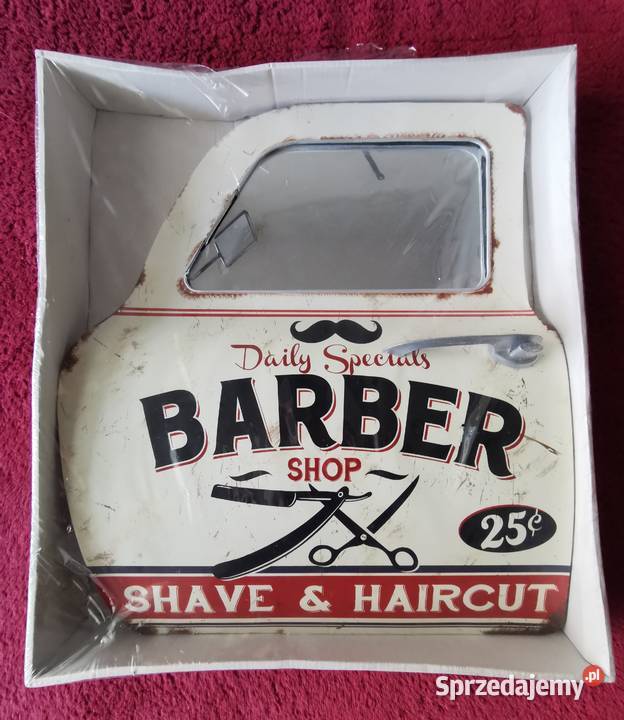 Daily Specials
BARBER
SHOP
25¢
SHAVE & HAIRCUT
Sprzedajemy.pl